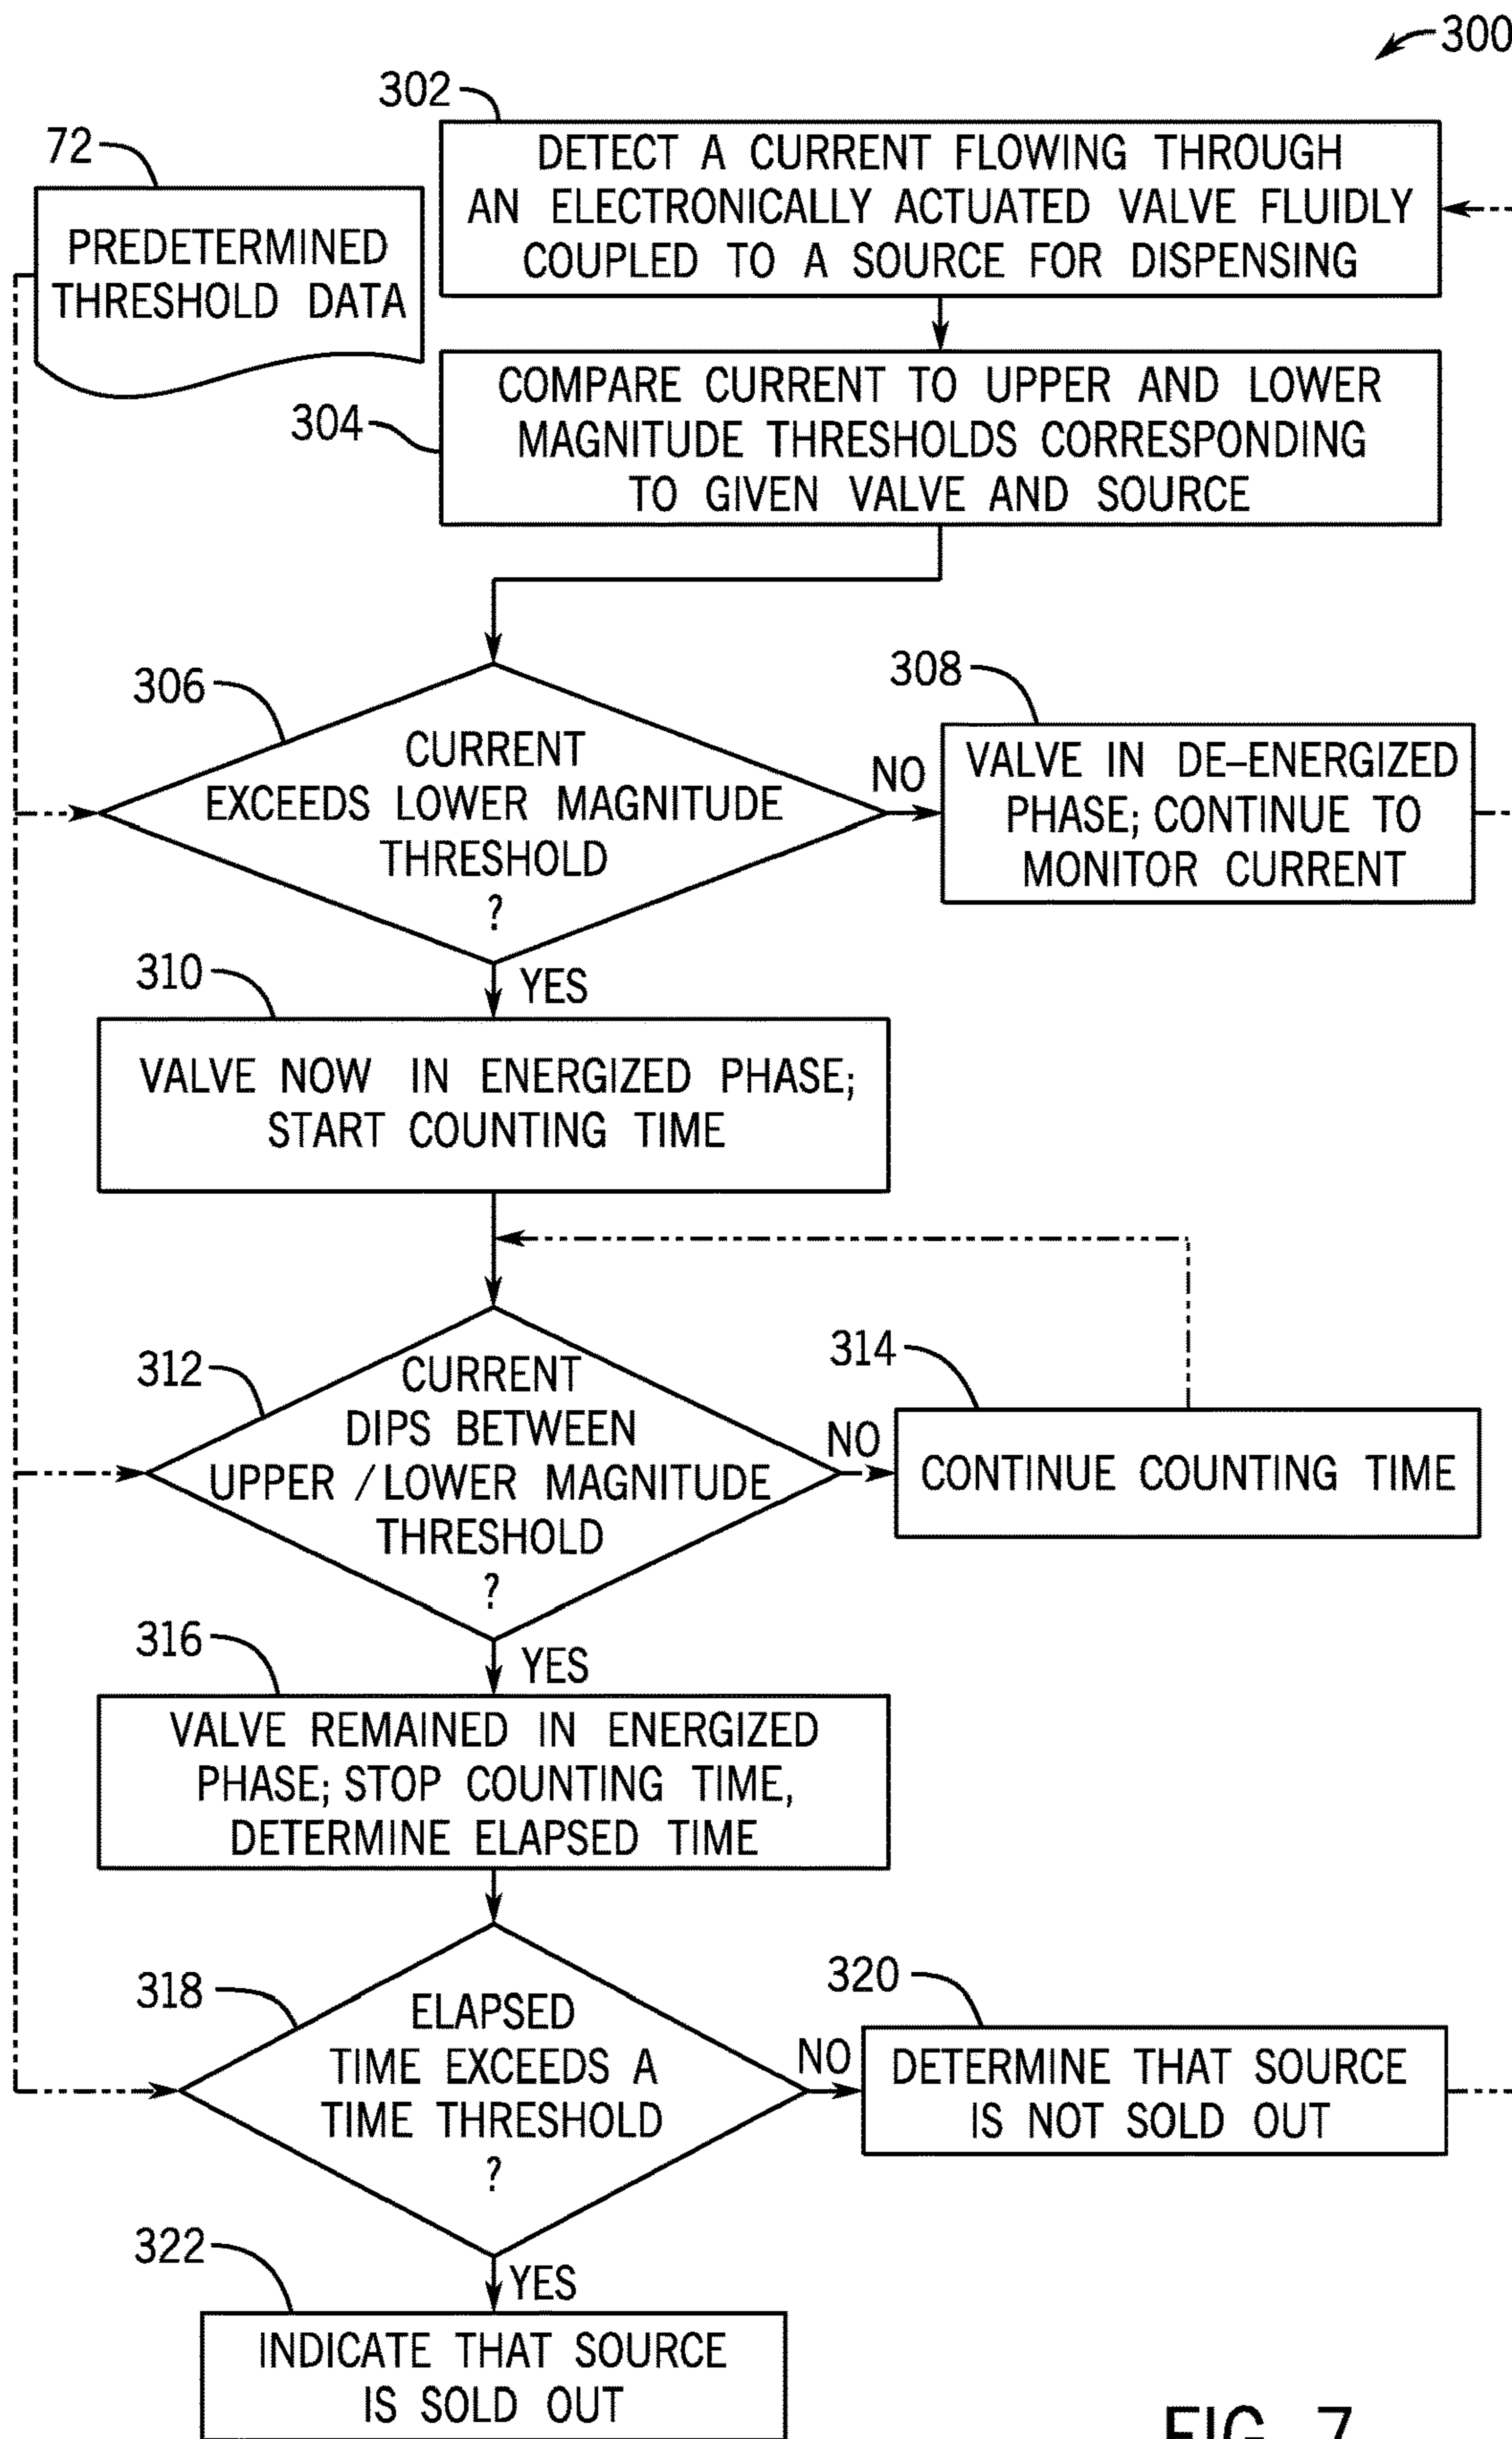 300
302
DETECT A CURRENT FLOWING THROUGH
AN ELECTRONICALLY ACTUATED VALVE FLUIDLY
COUPLED TO A SOURCE FOR DISPENSING
72
PREDETERMINED
THRESHOLD DATA
304
COMPARE CURRENT TO UPPER AND LOWER
MAGNITUDE THRESHOLDS CORRESPONDING
TO GIVEN VALVE AND SOURCE
306
CURRENT
EXCEEDS LOWER MAGNITUDE
THRESHOLD
?
NO
308
VALVE IN DE-ENERGIZED
PHASE; CONTINUE TO
MONITOR CURRENT
YES
310
VALVE NOW IN ENERGIZED PHASE;
START COUNTING TIME
312
CURRENT
DIPS BETWEEN
UPPER / LOWER MAGNITUDE
THRESHOLD
?
NO
314
CONTINUE COUNTING TIME
YES
316
VALVE REMAINED IN ENERGIZED
PHASE; STOP COUNTING TIME,
DETERMINE ELAPSED TIME
318
ELAPSED
TIME EXCEEDS A
TIME THRESHOLD
?
NO
320
DETERMINE THAT SOURCE
IS NOT SOLD OUT
YES
322
INDICATE THAT SOURCE
IS SOLD OUT
FIG. 7